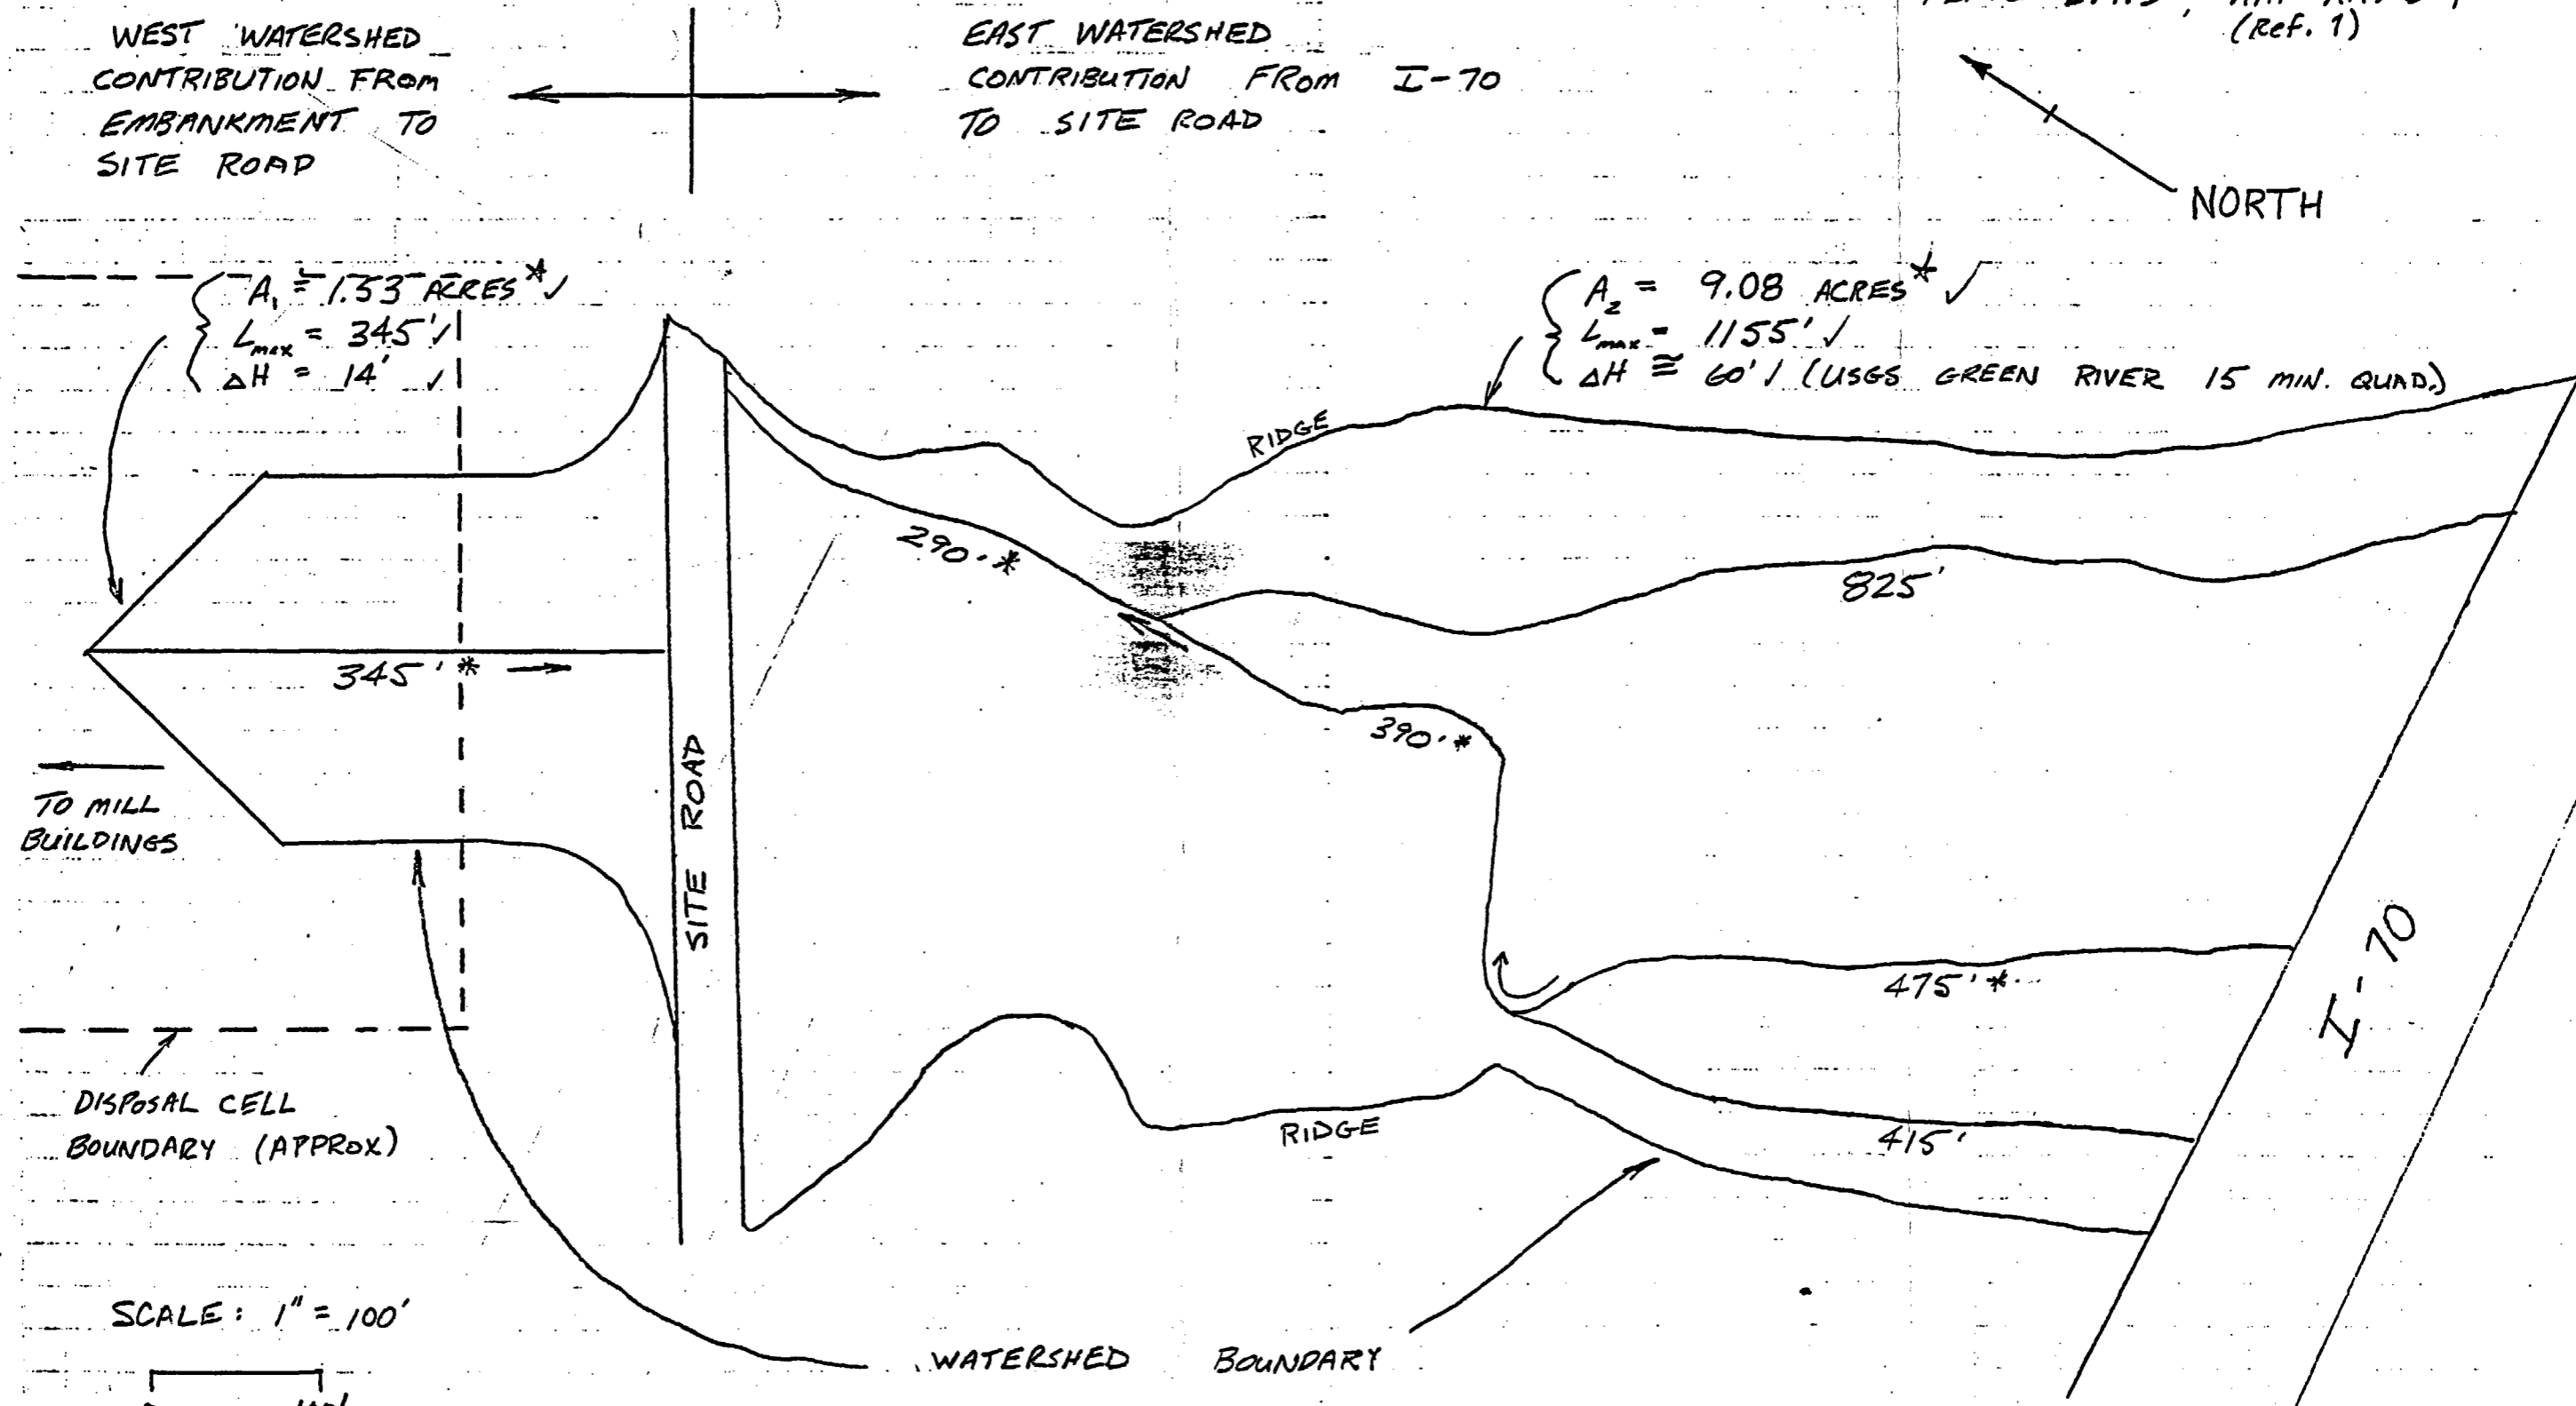 WEST WATERSHED
CONTRIBUTION FROM
EMBANKMENT TO
SITE ROAD
EAST WATERSHED
CONTRIBUTION FROM I-70
TO SITE ROAD
(Ref. 1)
NORTH
A₁ = 1.53 ACRES* ✓
Lmax = 345' ✓
ΔH = 14' ✓
A₂ = 9.08 ACRES* ✓
Lmax = 1155' ✓
ΔH ≅ 60' ✓ (USGS GREEN RIVER 15 MIN. QUAD.)
RIDGE
290'*
825'
345'*
390'*
SITE ROAD
TO MILL
BUILDINGS
475'*
I-70
415'
RIDGE
DISPOSAL CELL
BOUNDARY (APPROX)
SCALE: 1" = 100'
WATERSHED BOUNDARY